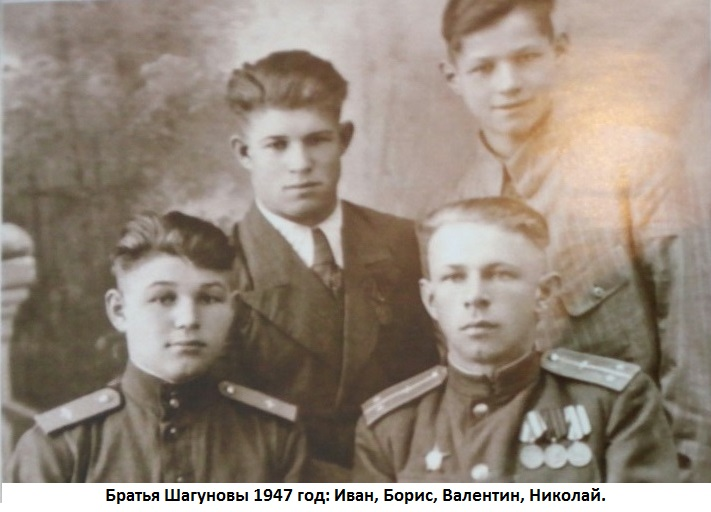 Братья Шагуновы 1947 год: Иван, Борис, Валентин, Николай.